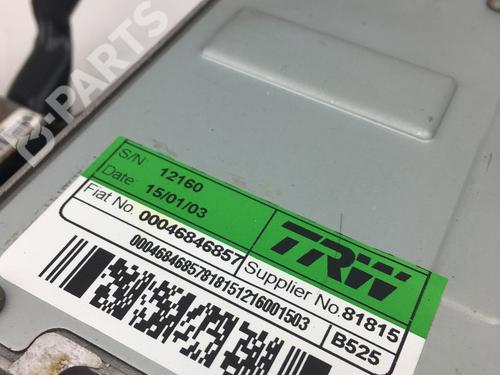 B-PARTS
S/N: 12160
Date 15/01/03
TRW
Fiat No. 00046846857
Supplier No. 81815
00046846857818151216001503
B525